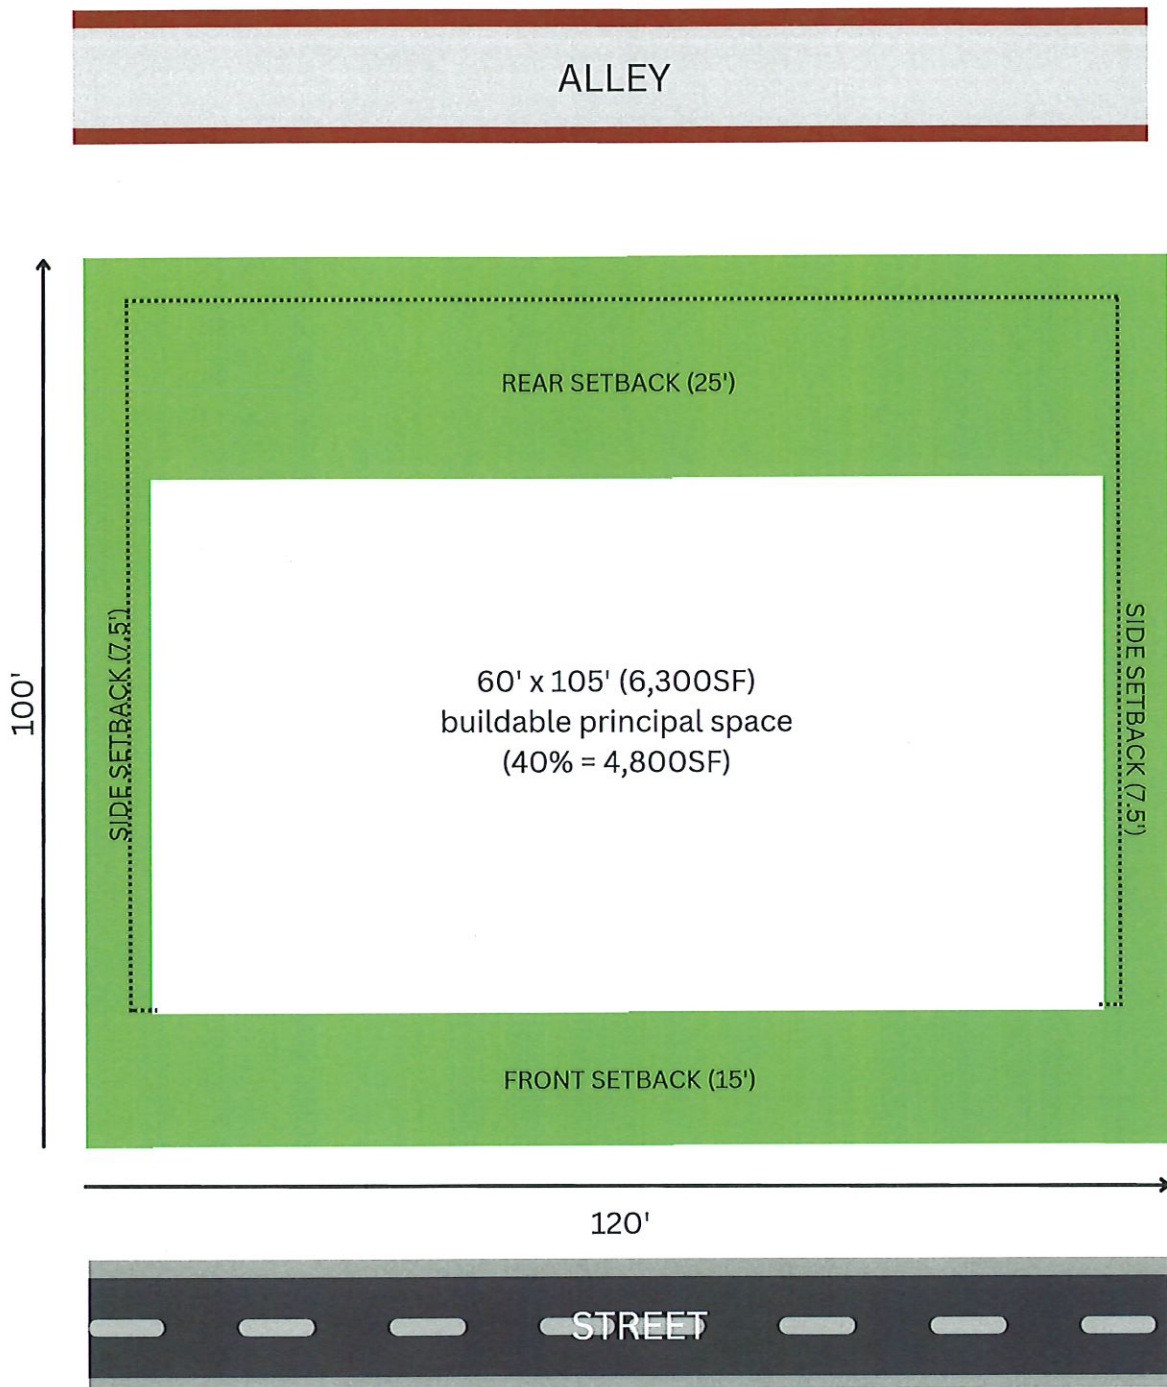 ALLEY
REAR SETBACK (25')
100'
SIDE SETBACK (7.5')
60' x 105' (6,300SF)
buildable principal space
(40% = 4,800SF)
SIDE SETBACK (7.5')
FRONT SETBACK (15')
120'
STREET